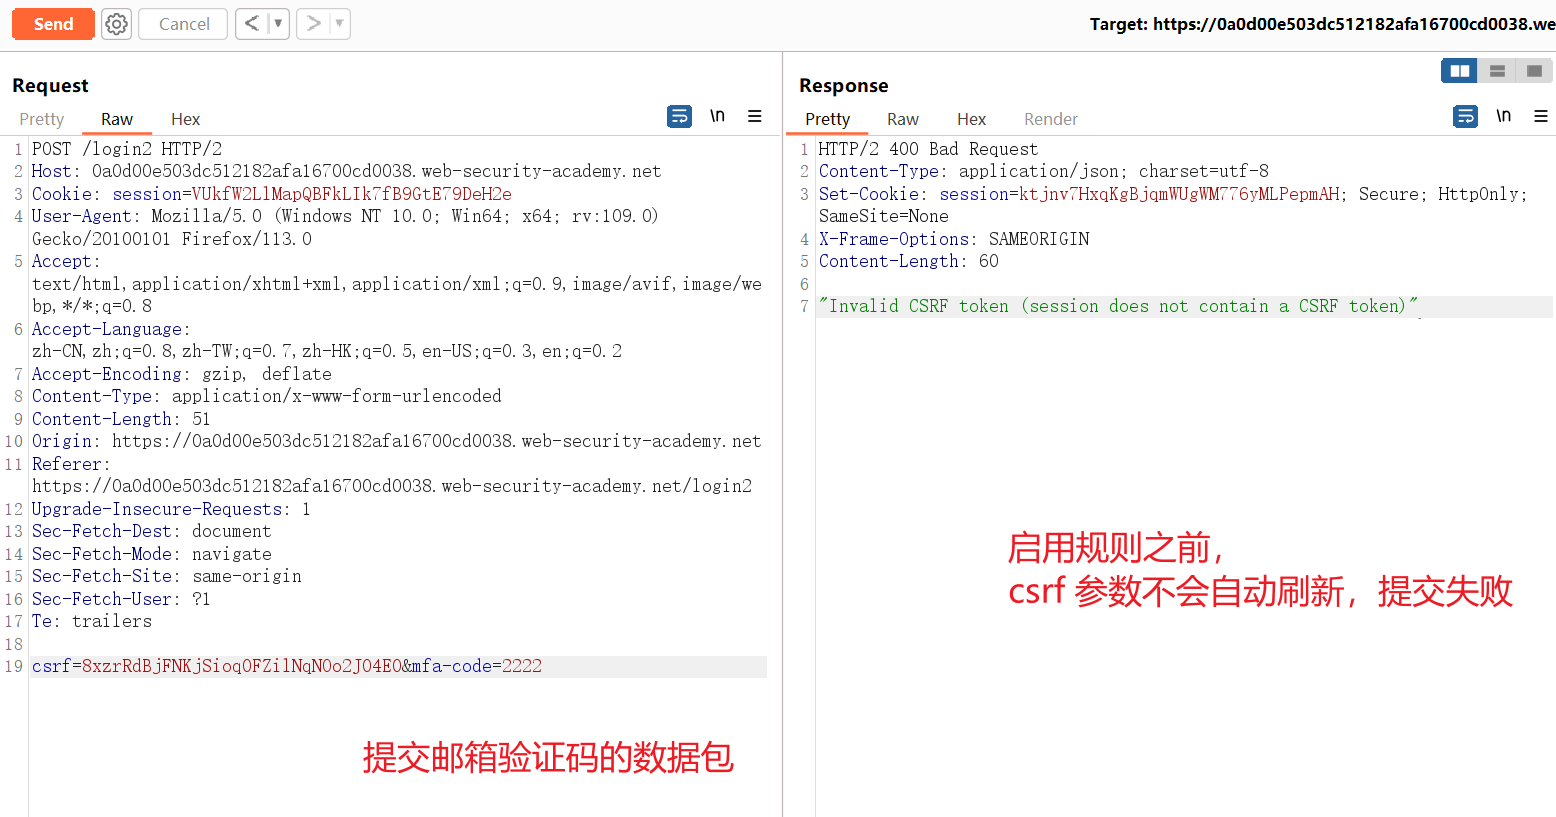 Send
Cancel
< ▼
> ▼
Target: https://0a0d00e503dc512182afa16700cd0038.we
Request
Pretty Raw Hex
\n
1 POST /login2 HTTP/2
2 Host: 0a0d00e503dc512182afa16700cd0038.web-security-academy.net
3 Cookie: session=VUkfW2LlMapQBFkLIk7fB9GtE79DeH2e
4 User-Agent: Mozilla/5.0 (Windows NT 10.0; Win64; x64; rv:109.0)
Gecko/20100101 Firefox/113.0
5 Accept:
text/html,application/xhtml+xml,application/xml;q=0.9,image/avif,image/we
bp,*/*;q=0.8
6 Accept-Language:
zh-CN,zh;q=0.8,zh-TW;q=0.7,zh-HK;q=0.5,en-US;q=0.3,en;q=0.2
7 Accept-Encoding: gzip, deflate
8 Content-Type: application/x-www-form-urlencoded
9 Content-Length: 51
10 Origin: https://0a0d00e503dc512182afa16700cd0038.web-security-academy.net
11 Referer:
https://0a0d00e503dc512182afa16700cd0038.web-security-academy.net/login2
12 Upgrade-Insecure-Requests: 1
13 Sec-Fetch-Dest: document
14 Sec-Fetch-Mode: navigate
15 Sec-Fetch-Site: same-origin
16 Sec-Fetch-User: ?1
17 Te: trailers
18
19 csrf=8xzrRdBjFNKjSioqOFZilNqNOo2J04EO&mfa-code=2222
提交邮箱验证码的数据包
Response
Pretty Raw Hex Render
\n
1 HTTP/2 400 Bad Request
2 Content-Type: application/json; charset=utf-8
3 Set-Cookie: session=ktjnv7HxqKgBjqmWUgWM776yMLPepmAH; Secure; HttpOnly;
SameSite=None
4 X-Frame-Options: SAMEORIGIN
5 Content-Length: 60
6
7 "Invalid CSRF token (session does not contain a CSRF token)"
启用规则之前，
csrf 参数不会自动刷新，提交失败